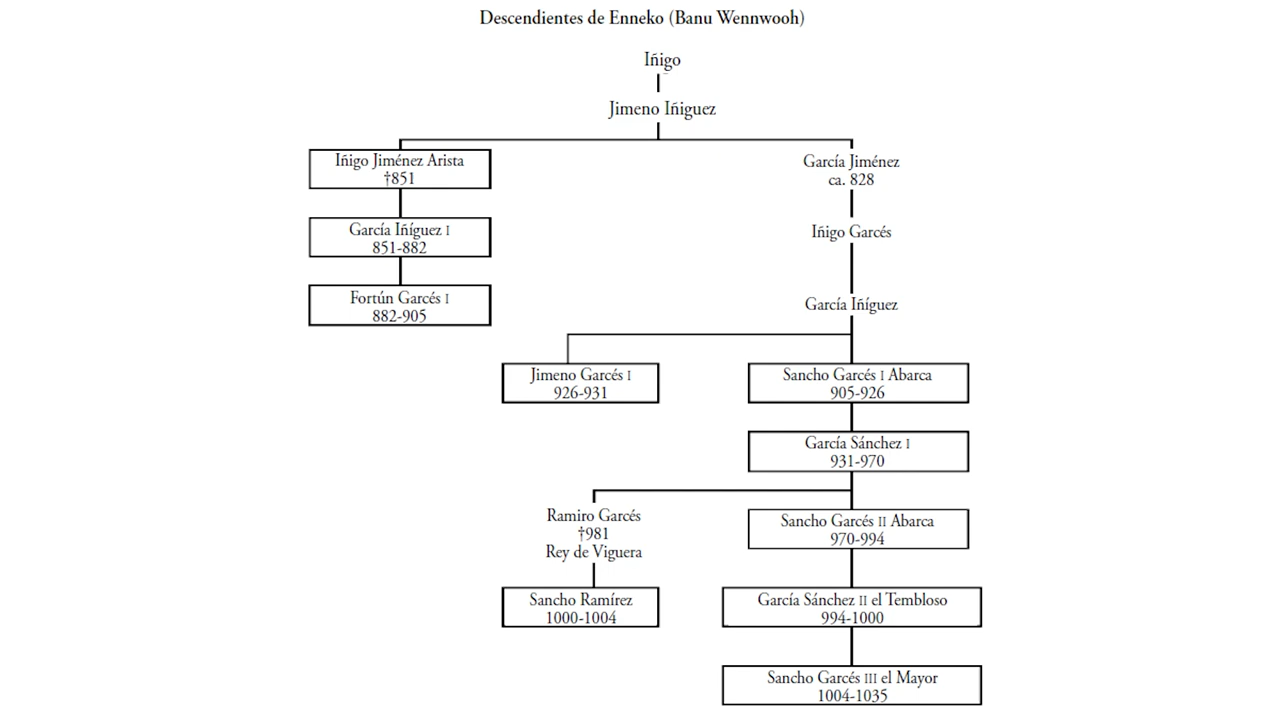 Descendientes de Enneko (Banu Wennwooh)
Iñigo
Jimeno Iñiguez
Iñigo Jiménez Arista
†851
García Jiménez
ca. 828
García Iñíguez I
851-882
Iñigo Garcés
Fortún Garcés I
882-905
García Iñíguez
Jimeno Garcés I
926-931
Sancho Garcés I Abarca
905-926
García Sánchez I
931-970
Ramiro Garcés
†981
Rey de Viguera
Sancho Garcés II Abarca
970-994
Sancho Ramírez
1000-1004
García Sánchez II el Tembloso
994-1000
Sancho Garcés III el Mayor
1004-1035